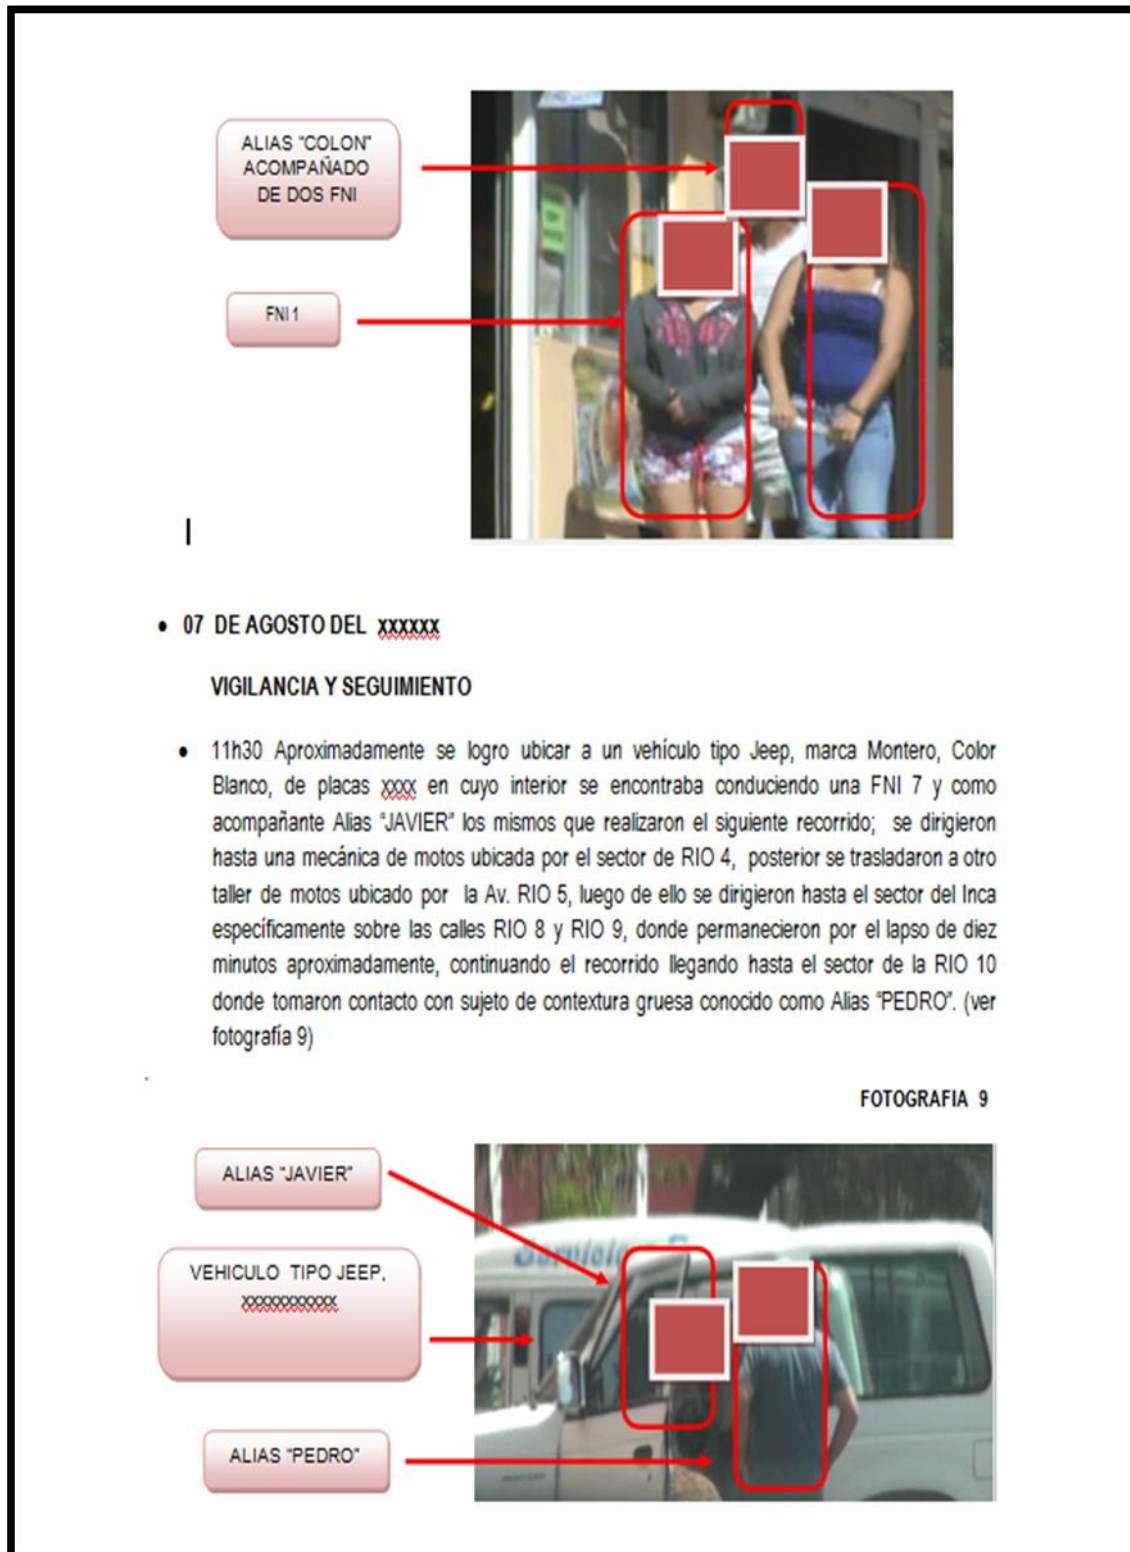 ALIAS "COLON"
ACOMPAÑADO
DE DOS FNI
FNI 1
• 07 DE AGOSTO DEL xxxxxx
VIGILANCIA Y SEGUIMIENTO
• 11h30 Aproximadamente se logro ubicar a un vehículo tipo Jeep, marca Montero, Color
Blanco, de placas xxxx en cuyo interior se encontraba conduciendo una FNI 7 y como
acompañante Alias "JAVIER" los mismos que realizaron el siguiente recorrido; se dirigieron
hasta una mecánica de motos ubicada por el sector de RIO 4, posterior se trasladaron a otro
taller de motos ubicado por la Av. RIO 5, luego de ello se dirigieron hasta el sector del Inca
específicamente sobre las calles RIO 8 y RIO 9, donde permanecieron por el lapso de diez
minutos aproximadamente, continuando el recorrido llegando hasta el sector de la RIO 10
donde tomaron contacto con sujeto de contextura gruesa conocido como Alias "PEDRO". (ver
fotografía 9)
FOTOGRAFIA 9
ALIAS "JAVIER"
VEHICULO TIPO JEEP,
xxxxxxxxxxx
ALIAS "PEDRO"